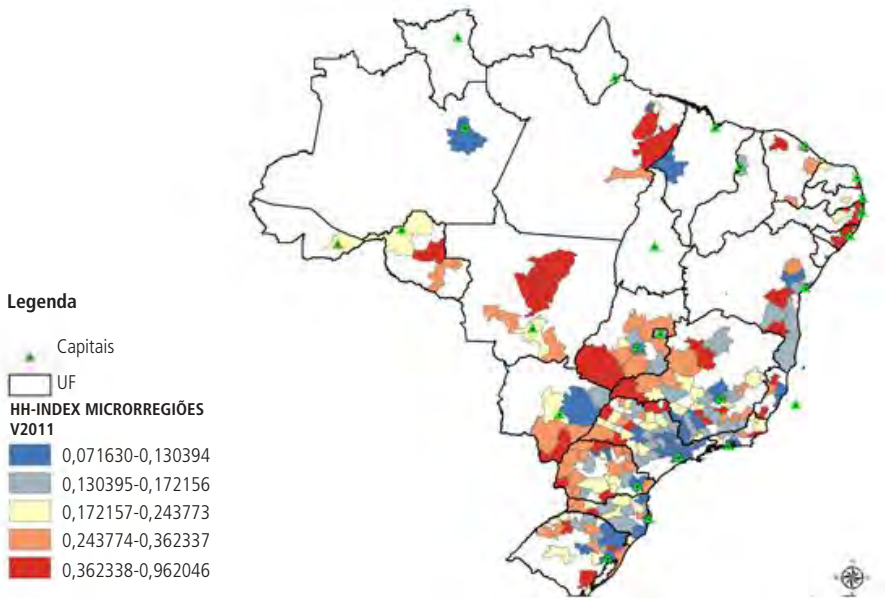 Legenda
Capitais
UF
HH-INDEX MICRORREGIÕES
V2011
0,071630-0,130394
0,130395-0,172156
0,172157-0,243773
0,243774-0,362337
0,362338-0,962046